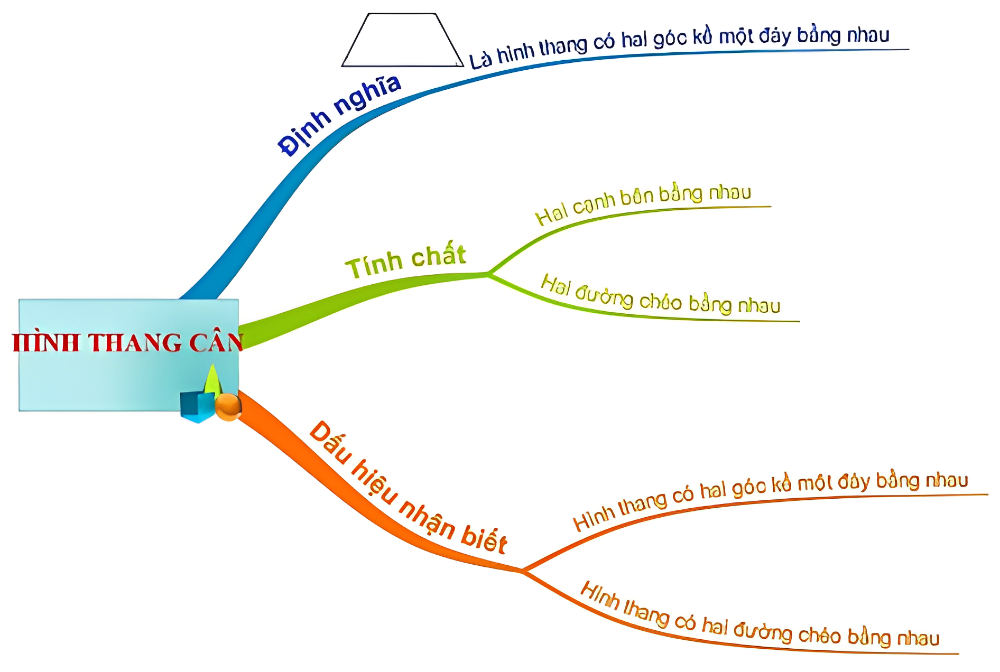 Là hình thang có hai góc kề một đáy bằng nhau
Định nghĩa
Hai cạnh bên bằng nhau
Tính chất
Hai đường chéo bằng nhau
HÌNH THANG CÂN
Dấu hiệu nhận biết
Hình thang có hai góc kề một đáy bằng nhau
Hình thang có hai đường chéo bằng nhau